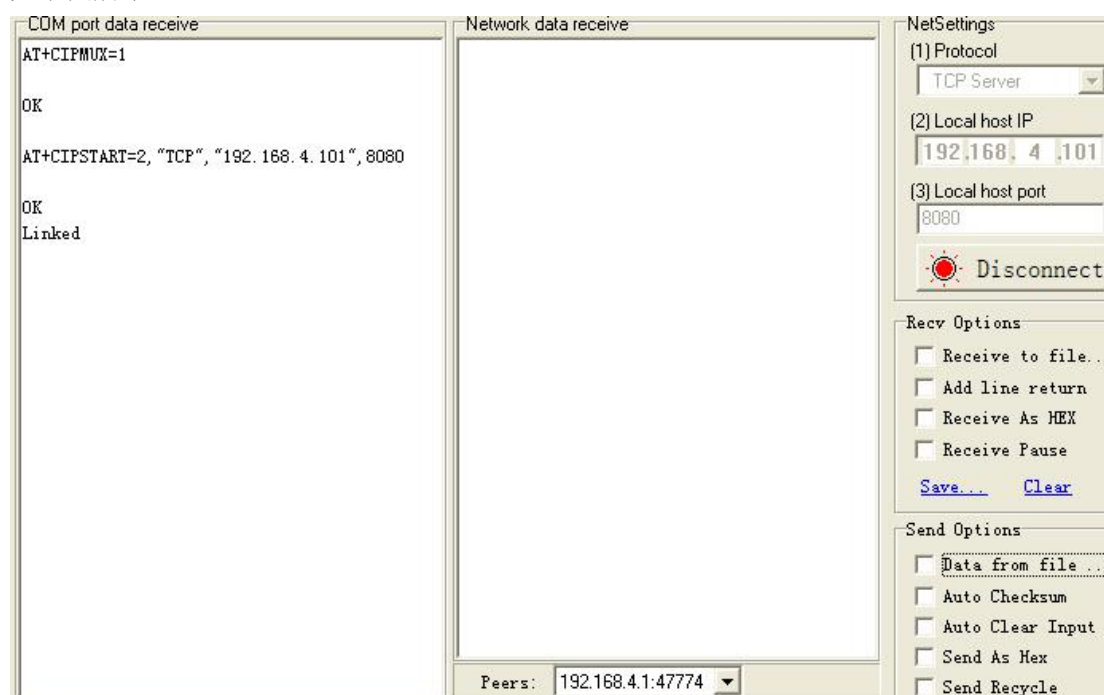 COM port data receive
AT+CIPMUX=1
OK
AT+CIPSTART=2, "TCP", "192.168.4.101", 8080
OK
Linked
Network data receive
Peers: 192.168.4.1:47774
NetSettings
(1) Protocol
TCP Server
(2) Local host IP
192.168. 4 .101
(3) Local host port
8080
Disconnect
Recv Options
Receive to file..
Add line return
Receive As HEX
Receive Pause
Save... Clear
Send Options
Data from file ..
Auto Checksum
Auto Clear Input
Send As Hex
Send Recycle